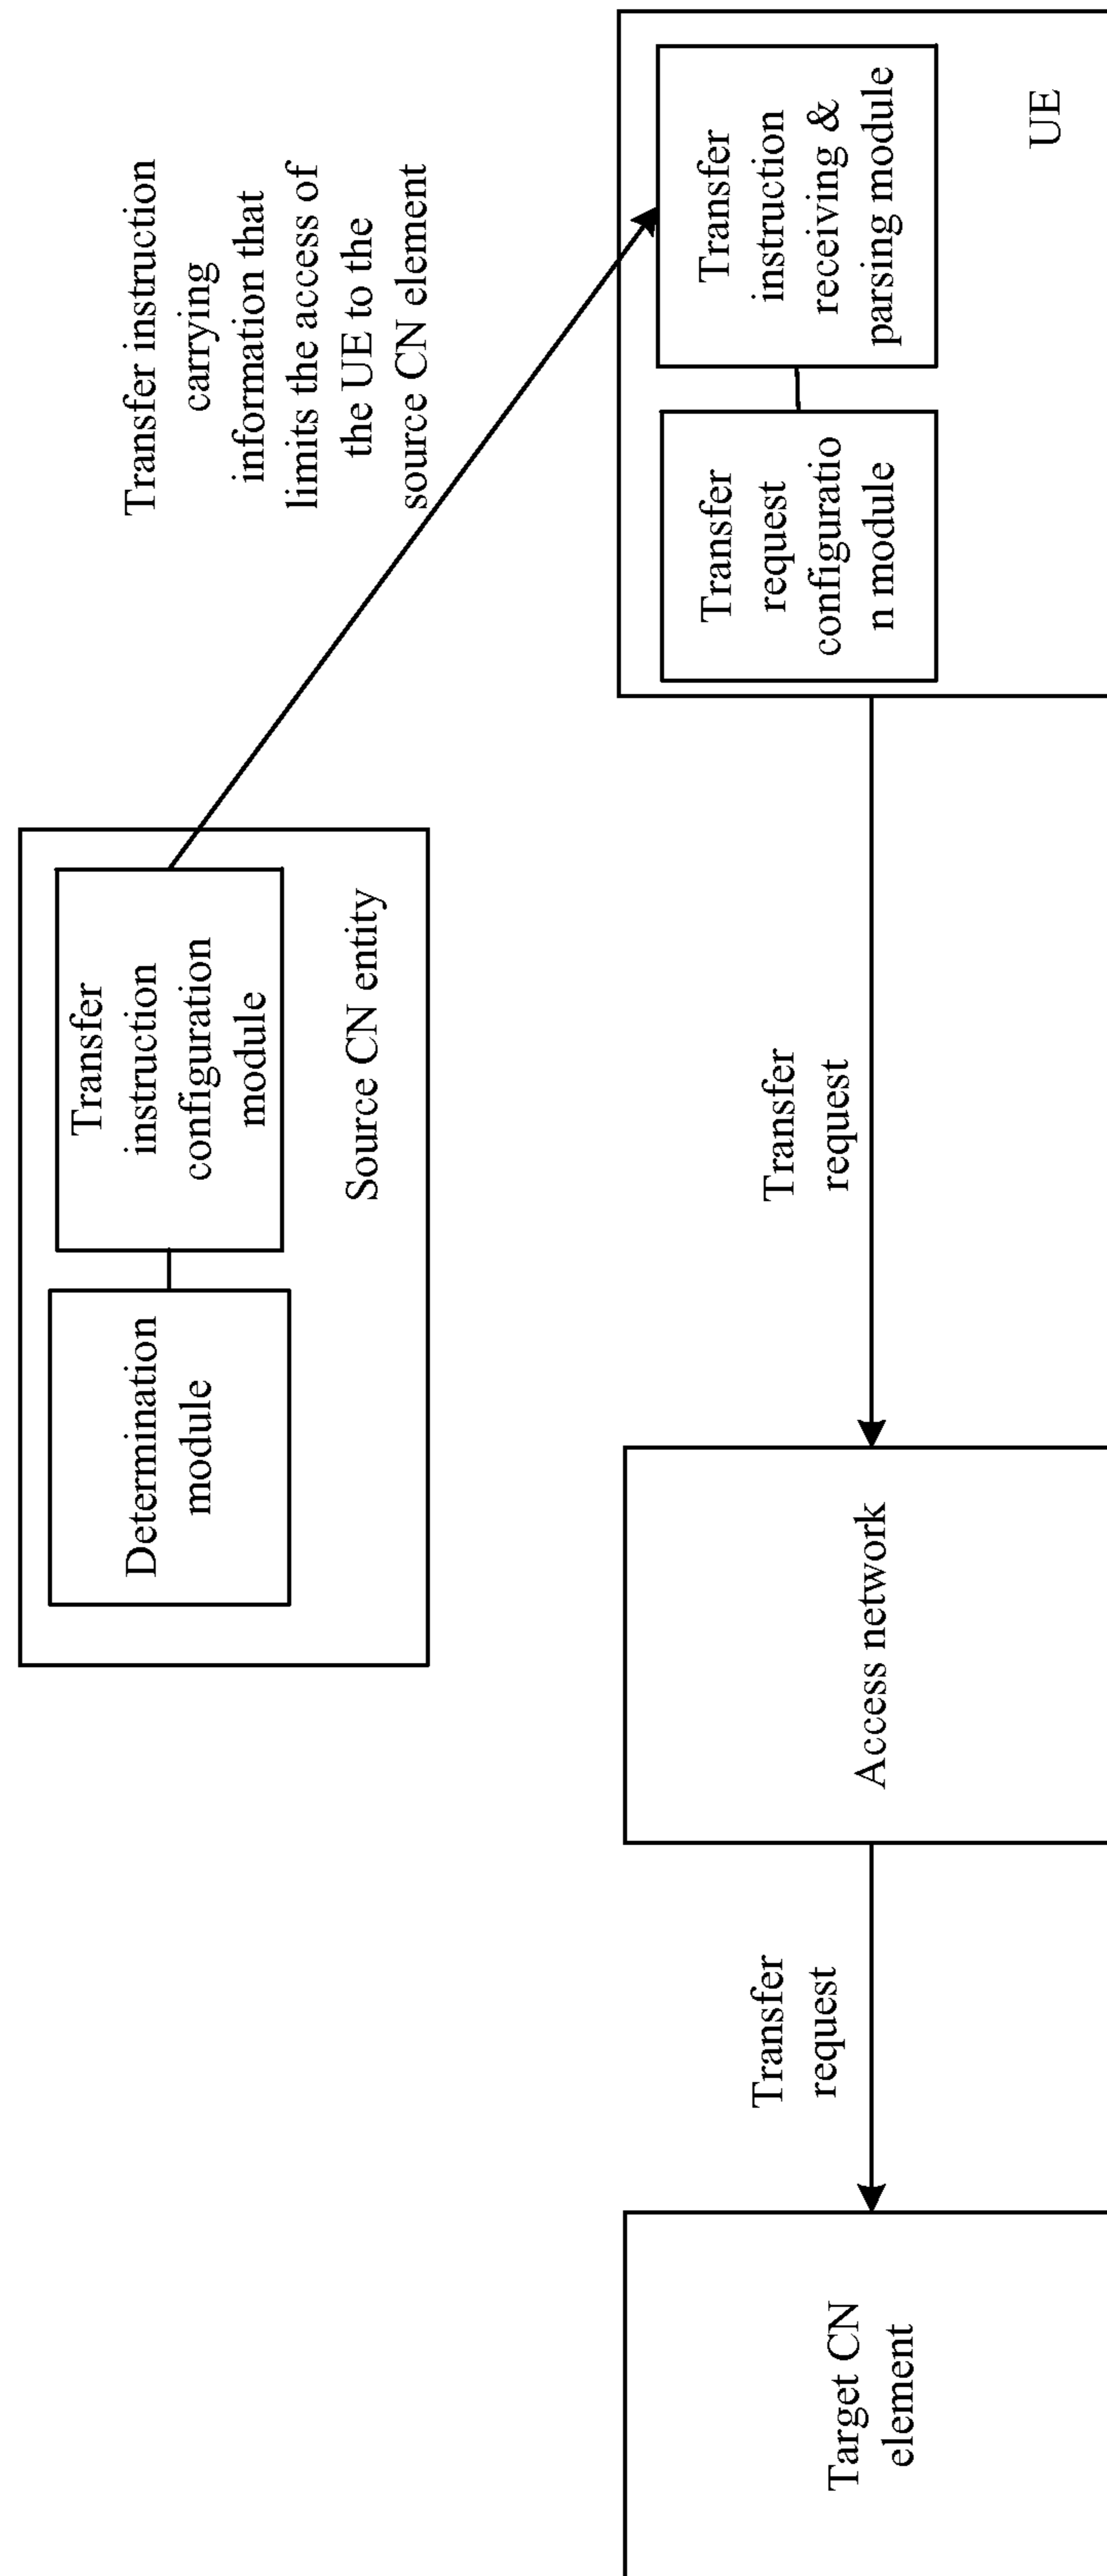 Determination
module
Transfer
instruction
configuration
module
Source CN entity
Transfer instruction
carrying
information that
limits the access of
the UE to the
source CN element
Target CN
element
Transfer
request
Access network
Transfer
request
Transfer
request
configuratio
n module
Transfer
instruction
receiving &
parsing module
UE